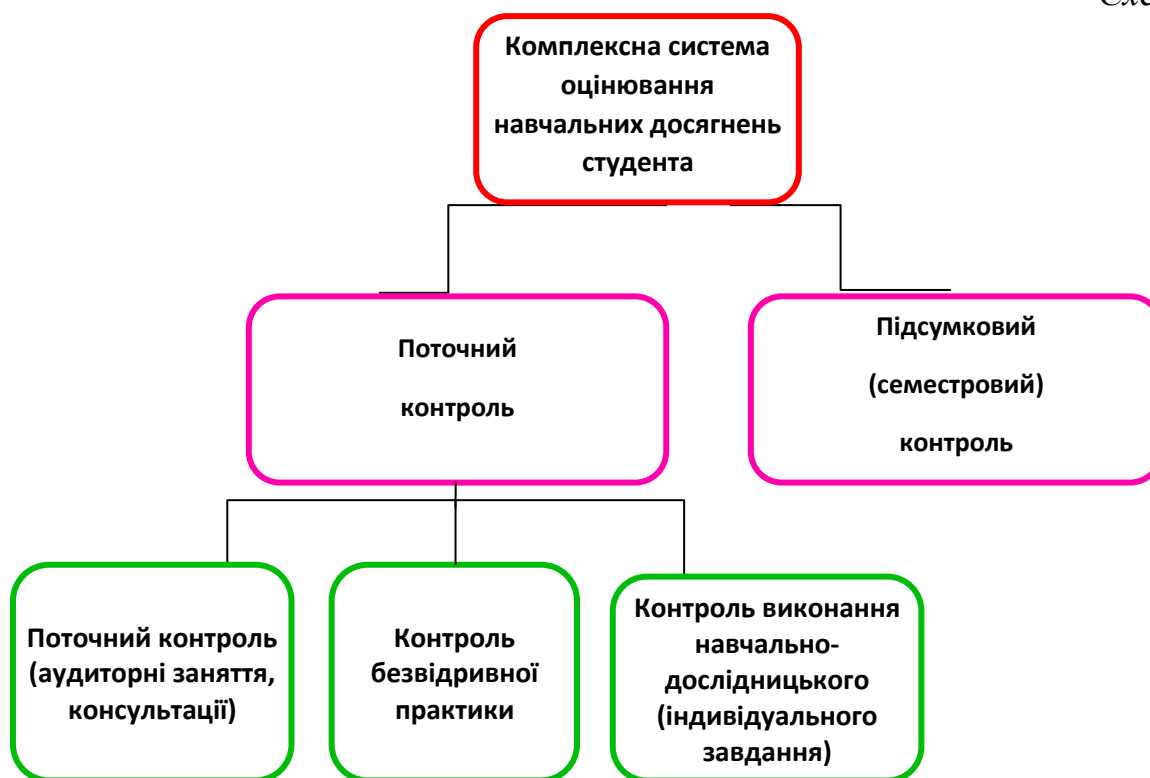 Комплексна система
оцінювання
навчальних досягнень
студента
Поточний
контроль
Підсумковий
(семестровий)
контроль
Поточний контроль
(аудиторні заняття,
консультації)
Контроль
безвідривної
практики
Контроль виконання
навчально-
дослідницького
(індивідуального
завдання)